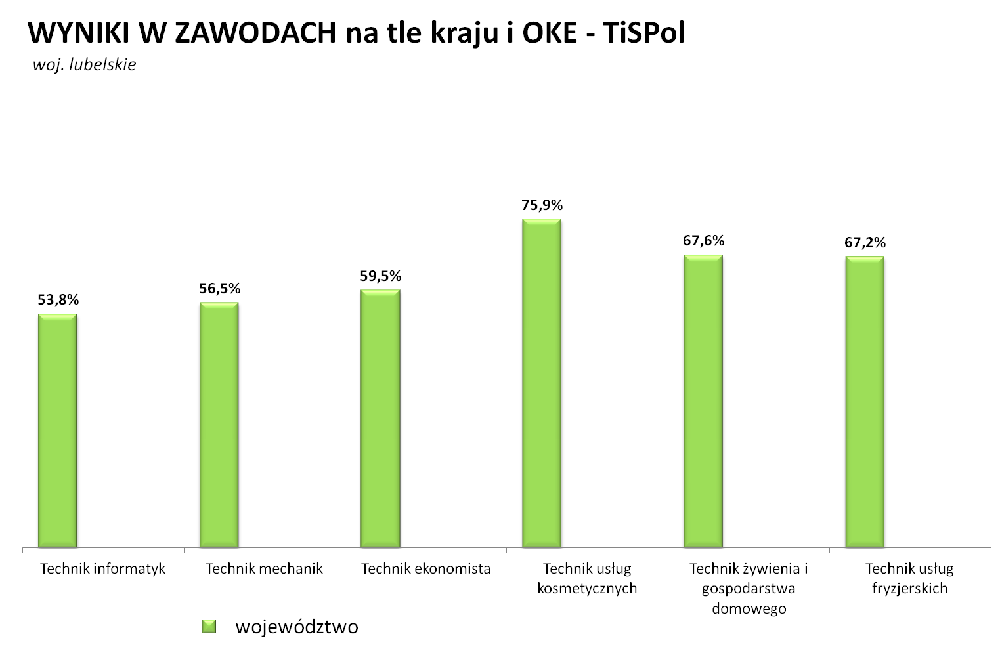 WYNIKI W ZAWODACH na tle kraju i OKE - TiSPol
woj. lubelskie
75,9%
67,6%
67,2%
59,5%
56,5%
53,8%
Technik informatyk
Technik mechanik
Technik ekonomista
Technik usług
kosmetycznych
Technik żywienia i
gospodarstwa
domowego
Technik usług
fryzjerskich
województwo